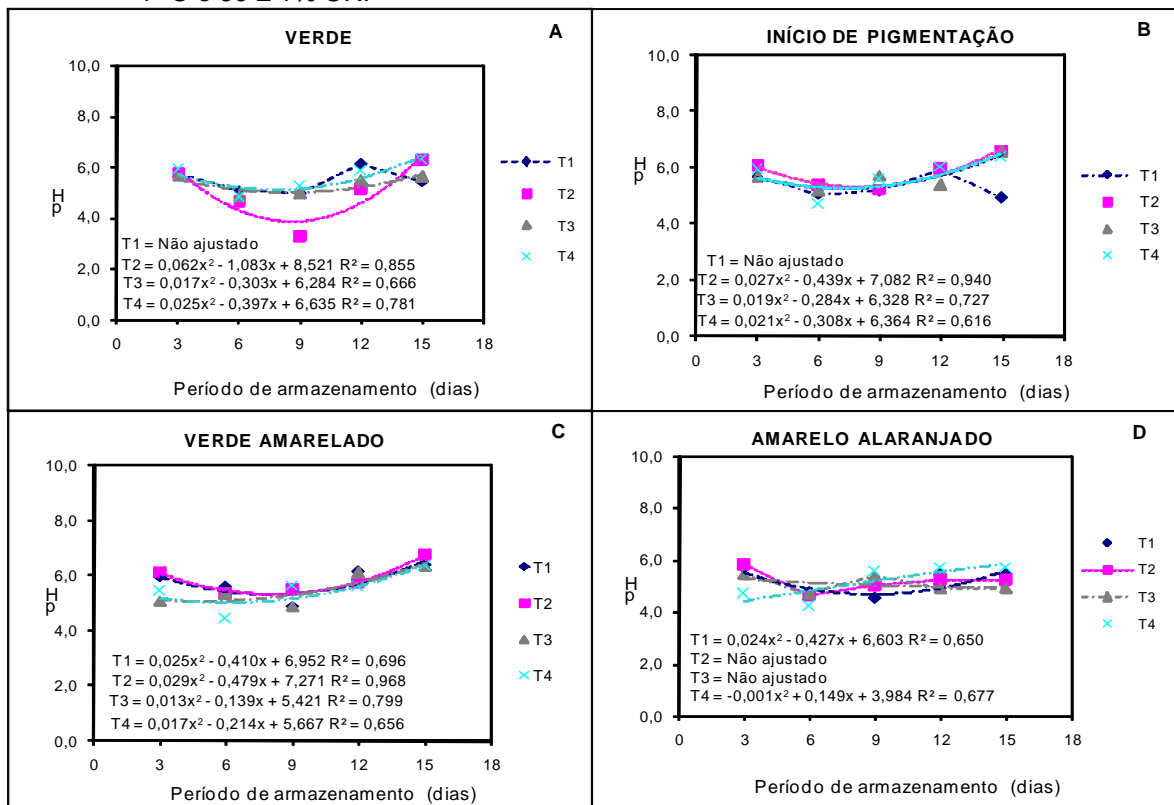 A
VERDE
10,0
8,0
6,0
4,0
2,0
0,0
Hp
T1 = Não ajustado
T2 = 0,062x² - 1,083x + 8,521 R² = 0,855
T3 = 0,017x² - 0,303x + 6,284 R² = 0,666
T4 = 0,025x² - 0,397x + 6,635 R² = 0,781
0 3 6 9 12 15 18
Período de armazenamento (dias)
T1
T2
T3
T4
B
INÍCIO DE PIGMENTAÇÃO
10,0
8,0
6,0
4,0
2,0
0,0
Hp
T1 = Não ajustado
T2 = 0,027x² - 0,439x + 7,082 R² = 0,940
T3 = 0,019x² - 0,284x + 6,328 R² = 0,727
T4 = 0,021x² - 0,308x + 6,364 R² = 0,616
0 3 6 9 12 15 18
Período de armazenamento (dias)
T1
T2
T3
T4
C
VERDE AMARELADO
10,0
8,0
6,0
4,0
2,0
0,0
Hp
T1 = 0,025x² - 0,410x + 6,952 R² = 0,696
T2 = 0,029x² - 0,479x + 7,271 R² = 0,968
T3 = 0,013x² - 0,139x + 5,421 R² = 0,799
T4 = 0,017x² - 0,214x + 5,667 R² = 0,656
0 3 6 9 12 15 18
Período de armazenamento (dias)
T1
T2
T3
T4
D
AMARELO ALARANJADO
10,0
8,0
6,0
4,0
2,0
0,0
Hp
T1 = 0,024x² - 0,427x + 6,603 R² = 0,650
T2 = Não ajustado
T3 = Não ajustado
T4 = -0,001x² + 0,149x + 3,984 R² = 0,677
0 3 6 9 12 15 18
Período de armazenamento (dias)
T1
T2
T3
T4